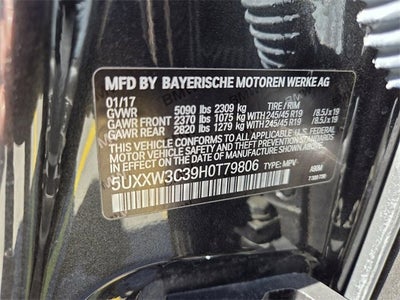 MFD BY BAYERISCHE MOTOREN WERKE AG
01/17 TIRE / RIM
GVWR 5090 lbs 2309 kg
GAWR FRONT 2370 lbs 1075 kg WITH 245/45 R19 / 8.5J x 19
GAWR REAR 2820 lbs 1279 kg WITH 245/45 R19 / 8.5J x 19
THIS VEHICLE CONFORMS TO ALL APPLICABLE U.S. FEDERAL
MOTOR VEHICLE SAFETY AND THEFT PREVENTION STANDARDS
IN EFFECT ON THE DATE OF MANUFACTURE SHOWN ABOVE.
5UXXW3C39H0T79806 TYPE: MPV